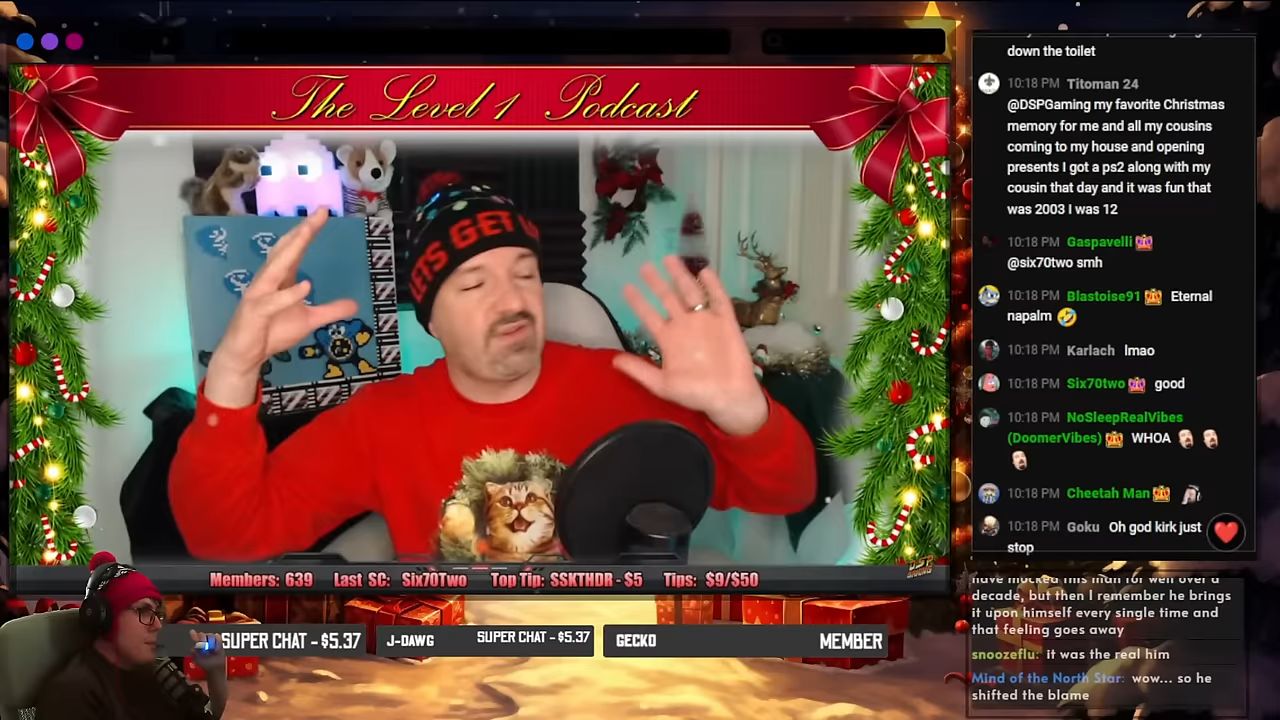 The Level 1 Podcast
LETS GET
Members: 639 Last SC: Six70Two Top Tip: SSKTHDR - $5 Tips: $9/$50
SUPER CHAT - $5.37
J-DAWG SUPER CHAT - $5.37
GECKO MEMBER
down the toilet
10:18 PM Titoman 24
@DSPGaming my favorite Christmas
memory for me and all my cousins
coming to my house and opening
presents I got a ps2 along with my
cousin that day and it was fun that
was 2003 I was 12
10:18 PM Gaspavelli
@six70two smh
10:18 PM Blastoise91 Eternal
napalm 🤣
10:18 PM Karlach lmao
10:18 PM Six70two good
10:18 PM NoSleepRealVibes
(DoomerVibes) WHOA
10:18 PM Cheetah Man
10:18 PM Goku Oh god kirk just
stop
have mocked this man for well over a
decade, but then I remember he brings
it upon himself every single time and
that feeling goes away
snoozeflu: it was the real him
Mind of the North Star: wow... so he
shifted the blame